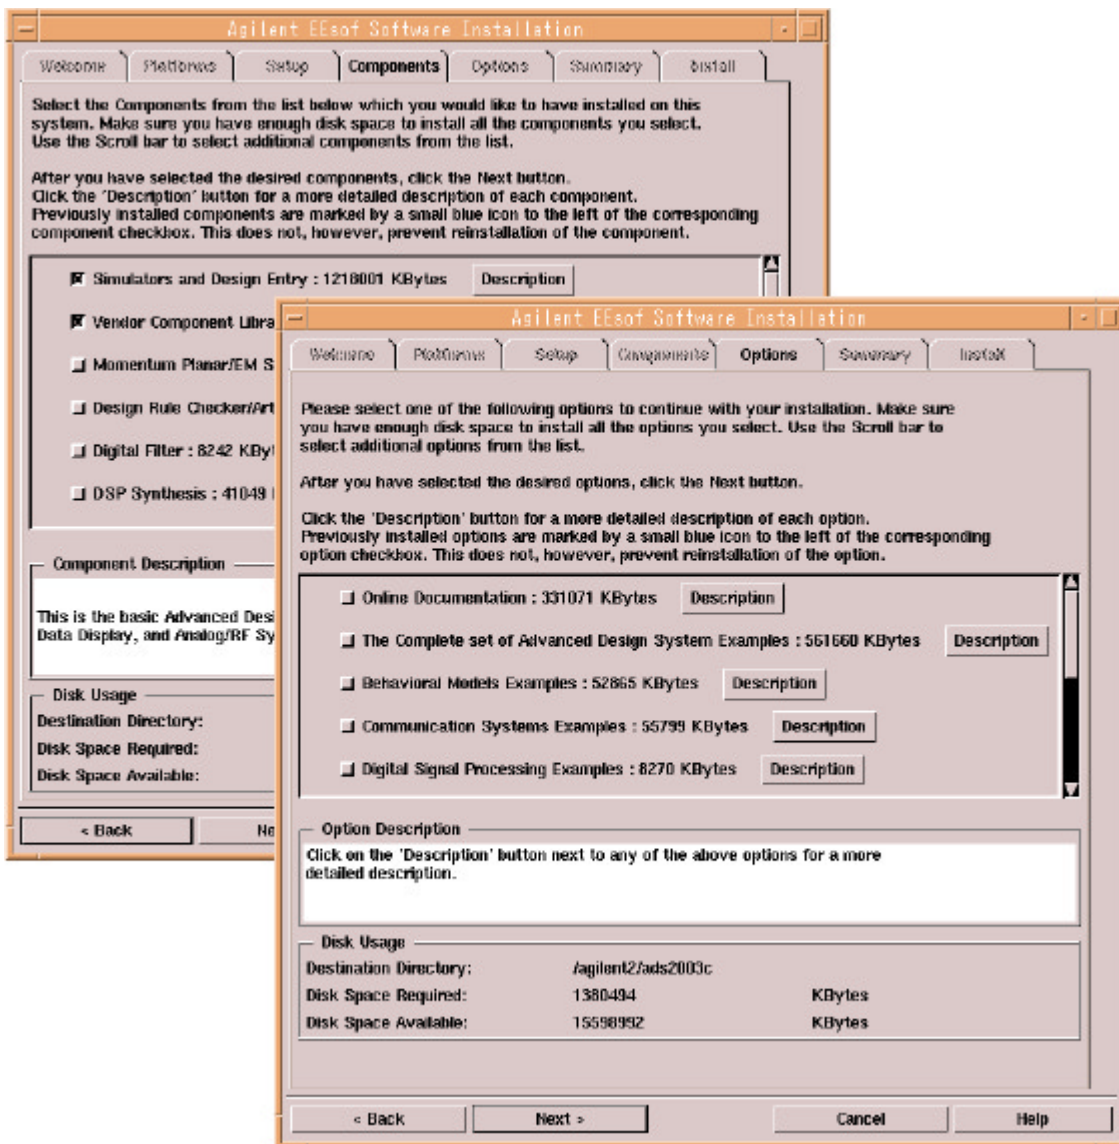 Agilent EEsof Software Installation
Welcome Platforms Setup Components Options Summary Install
Select the Components from the list below which you would like to have installed on this
system. Make sure you have enough disk space to install all the components you select.
Use the Scroll bar to select additional components from the list.
After you have selected the desired components, click the Next button.
Click the 'Description' button for a more detailed description of each component.
Previously installed components are marked by a small blue icon to the left of the corresponding
component checkbox. This does not, however, prevent reinstallation of the component.
Simulators and Design Entry : 1218001 KBytes Description
Vendor Component Libra
Momentum Planar/EM S
Design Rule Checker/Art
Digital Filter : 8242 KByt
DSP Synthesis : 41049
Component Description
This is the basic Advanced Desi
Data Display, and Analog/RF Sy
Disk Usage
Destination Directory:
Disk Space Required:
Disk Space Available:
< Back Ne
Agilent EEsof Software Installation
Welcome Platforms Setup Components Options Summary Install
Please select one of the following options to continue with your installation. Make sure
you have enough disk space to install all the options you select. Use the Scroll bar to
select additional options from the list.
After you have selected the desired options, click the Next button.
Click the 'Description' button for a more detailed description of each option.
Previously installed options are marked by a small blue icon to the left of the corresponding
option checkbox. This does not, however, prevent reinstallation of the option.
Online Documentation : 331071 KBytes Description
The Complete set of Advanced Design System Examples : 561660 KBytes Description
Behavioral Models Examples : 52865 KBytes Description
Communication Systems Examples : 55799 KBytes Description
Digital Signal Processing Examples : 8270 KBytes Description
Option Description
Click on the 'Description' button next to any of the above options for a more
detailed description.
Disk Usage
Destination Directory: /agilent2/ads2003c
Disk Space Required: 1380494 KBytes
Disk Space Available: 15598992 KBytes
< Back Next > Cancel Help